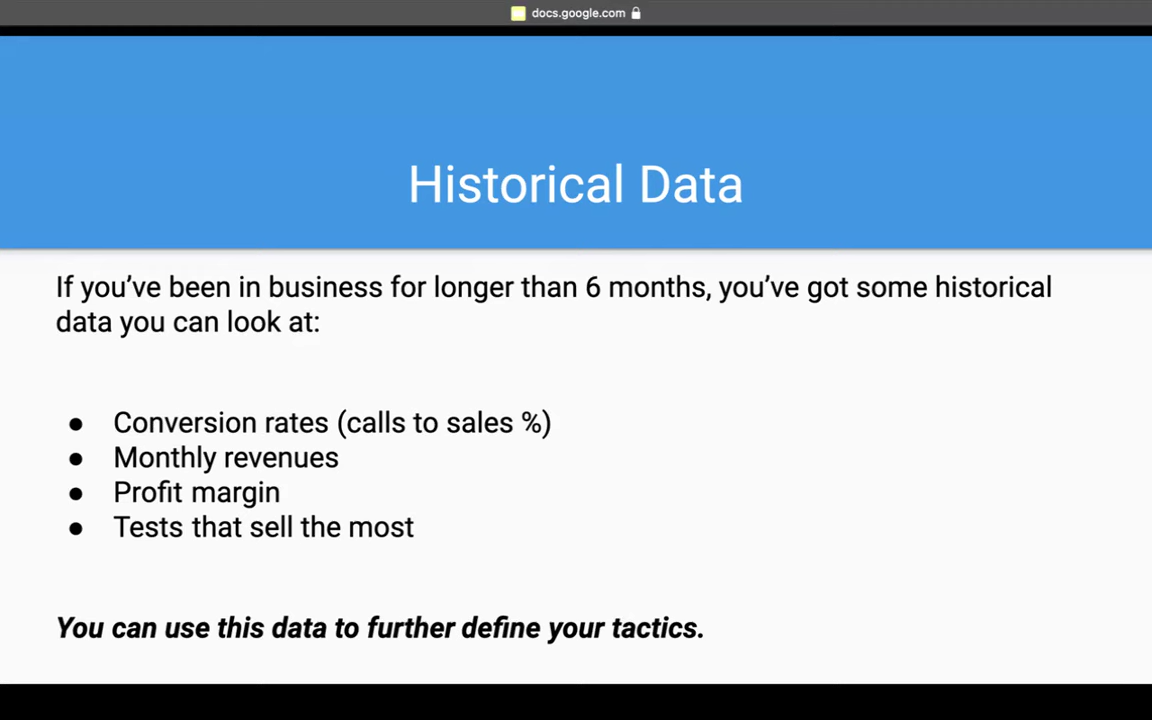 docs.google.com
Historical Data
If you’ve been in business for longer than 6 months, you’ve got some historical
data you can look at:
● Conversion rates (calls to sales %)
● Monthly revenues
● Profit margin
● Tests that sell the most
You can use this data to further define your tactics.